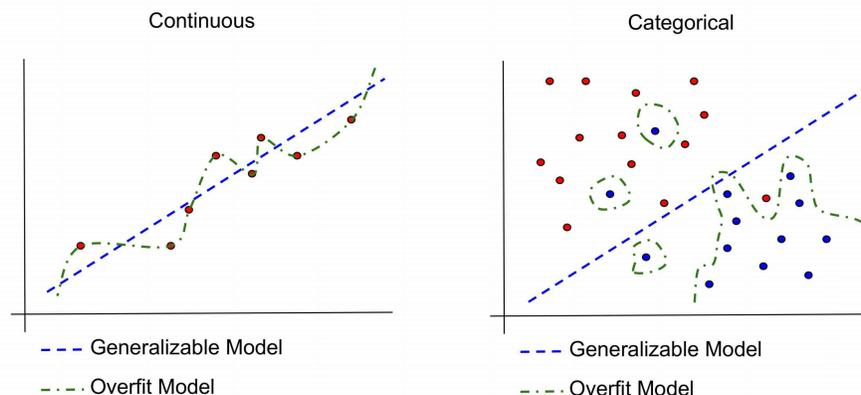 Continuous
Categorical
Generalizable Model
Overfit Model
Generalizable Model
Overfit Model